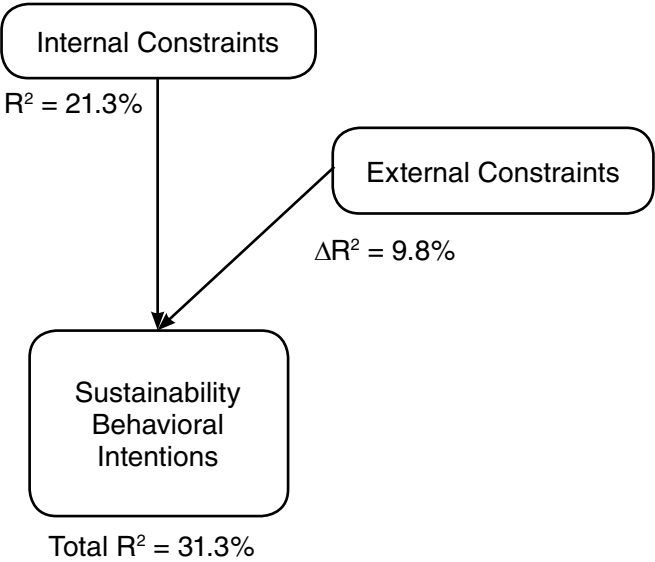 Internal Constraints
R² = 21.3%
External Constraints
ΔR² = 9.8%
Sustainability
Behavioral
Intentions
Total R² = 31.3%